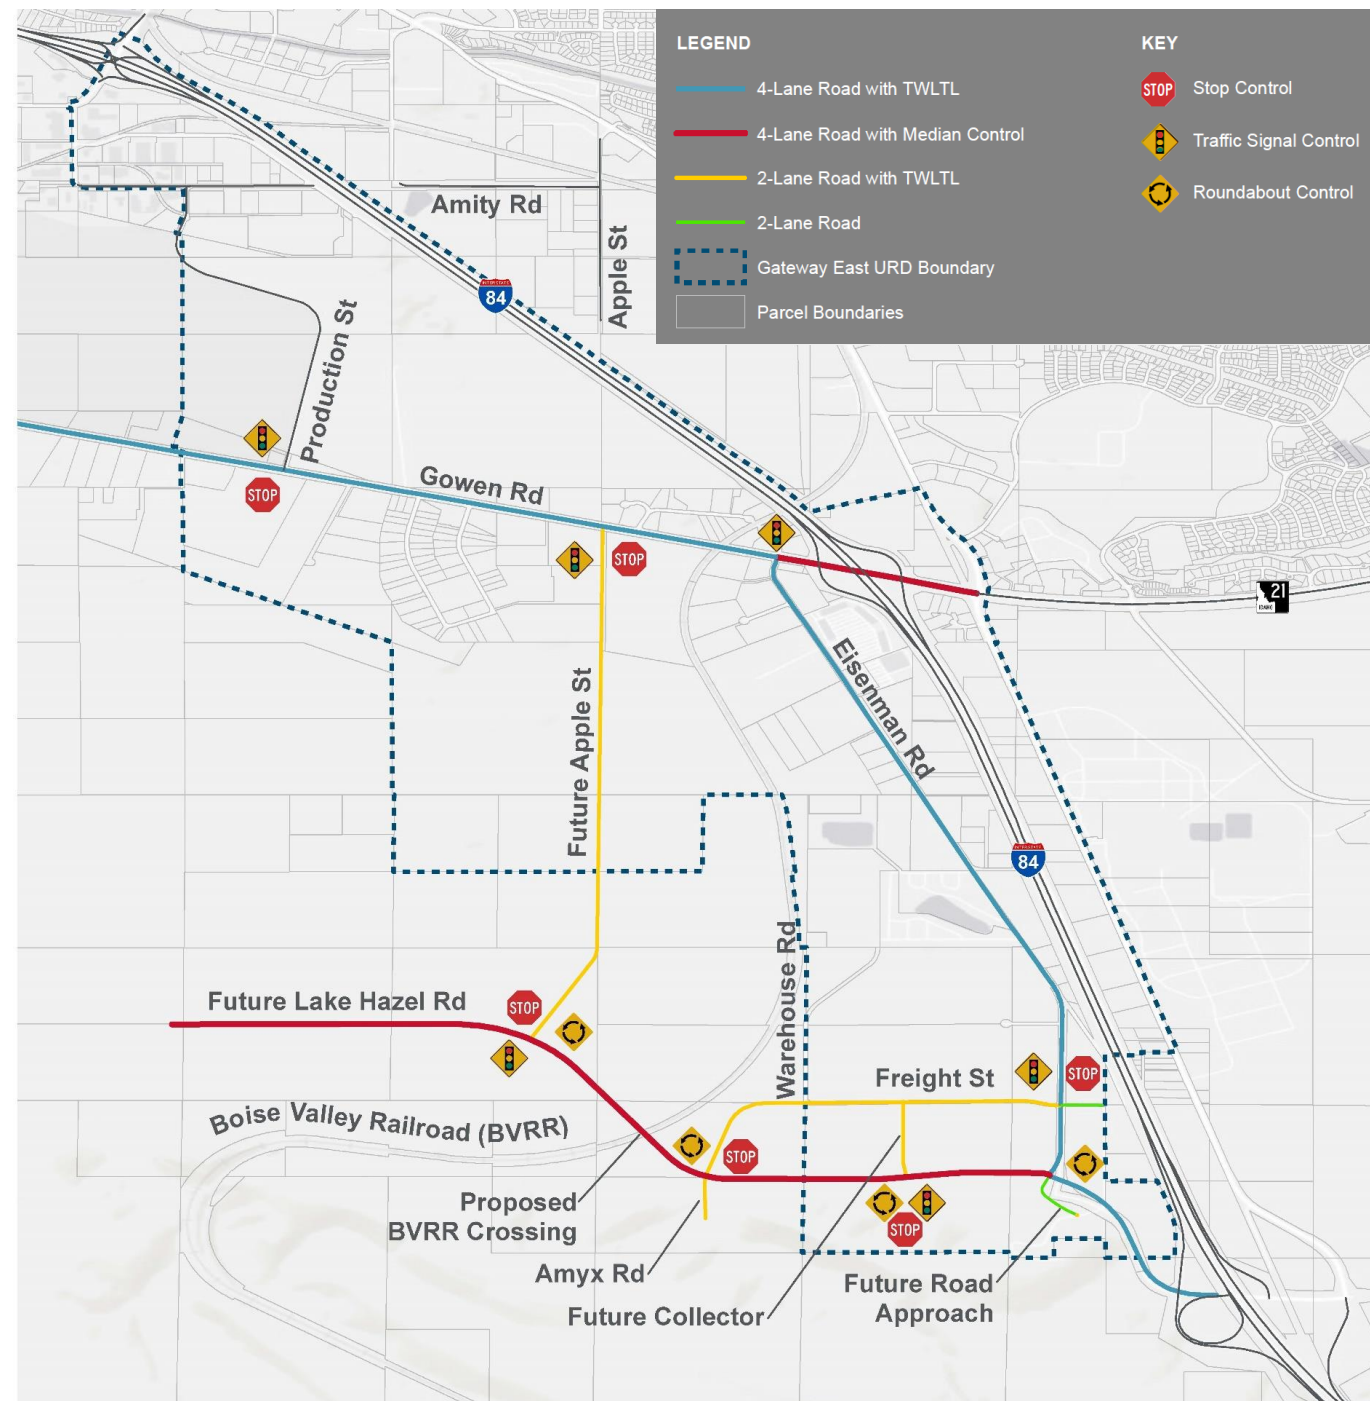 LEGEND
KEY
4-Lane Road with TWLTL
STOP
Stop Control
4-Lane Road with Median Control
Traffic Signal Control
2-Lane Road with TWLTL
Roundabout Control
2-Lane Road
Gateway East URD Boundary
Parcel Boundaries
Amity Rd
Apple St
INTERSTATE
84
Production St
Gowen Rd
STOP
STOP
21
IDAHO
Eisenman Rd
Future Apple St
84
Warehouse Rd
Future Lake Hazel Rd
STOP
Freight St
STOP
Boise Valley Railroad (BVRR)
STOP
Proposed
BVRR Crossing
STOP
Amyx Rd
Future Road
Approach
Future Collector